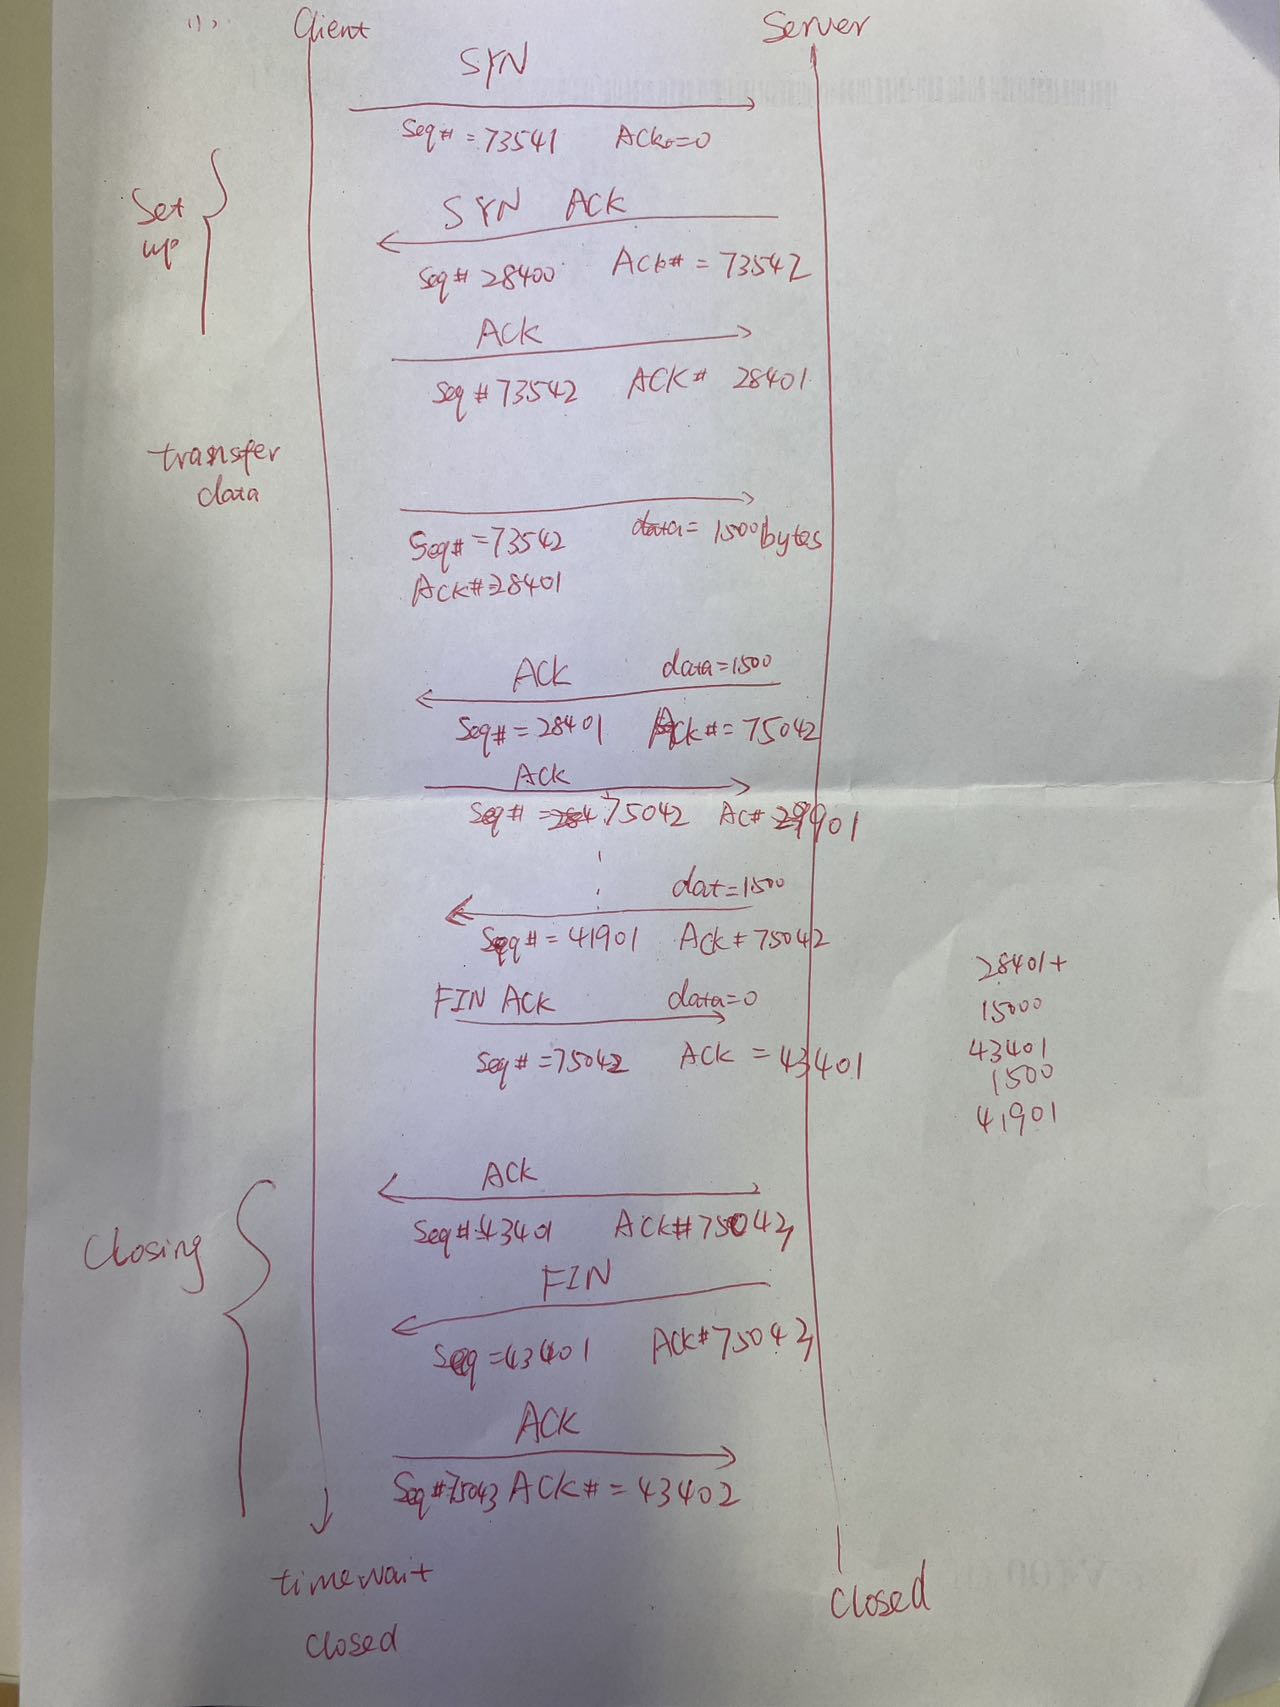 (1)
Client Server
SYN
Seq# =73541 Ack=0
Set
up
SYN ACK
Seq# 28400 Ack# = 73542
ACK
Seq #73542 ACK# 28401
transfer
data
Seq# =73542 data= 1500bytes
Ack#=28401
ACK data=1500
Seq# = 28401 Ack# = 75042
ACK
Seq# = 75042 Ac# 29901
dat=1500
Seq# = 41901 Ack # 75042
28401+
15000
43401
1500
41901
FIN ACK data=0
Seq# =75042 ACK = 43401
Closing
ACK
Seq# 43401 ACK#75043
FIN
Seq =43401 Ack#75043
ACK
Seq#75043 ACK# = 43402
timewait
closed
closed